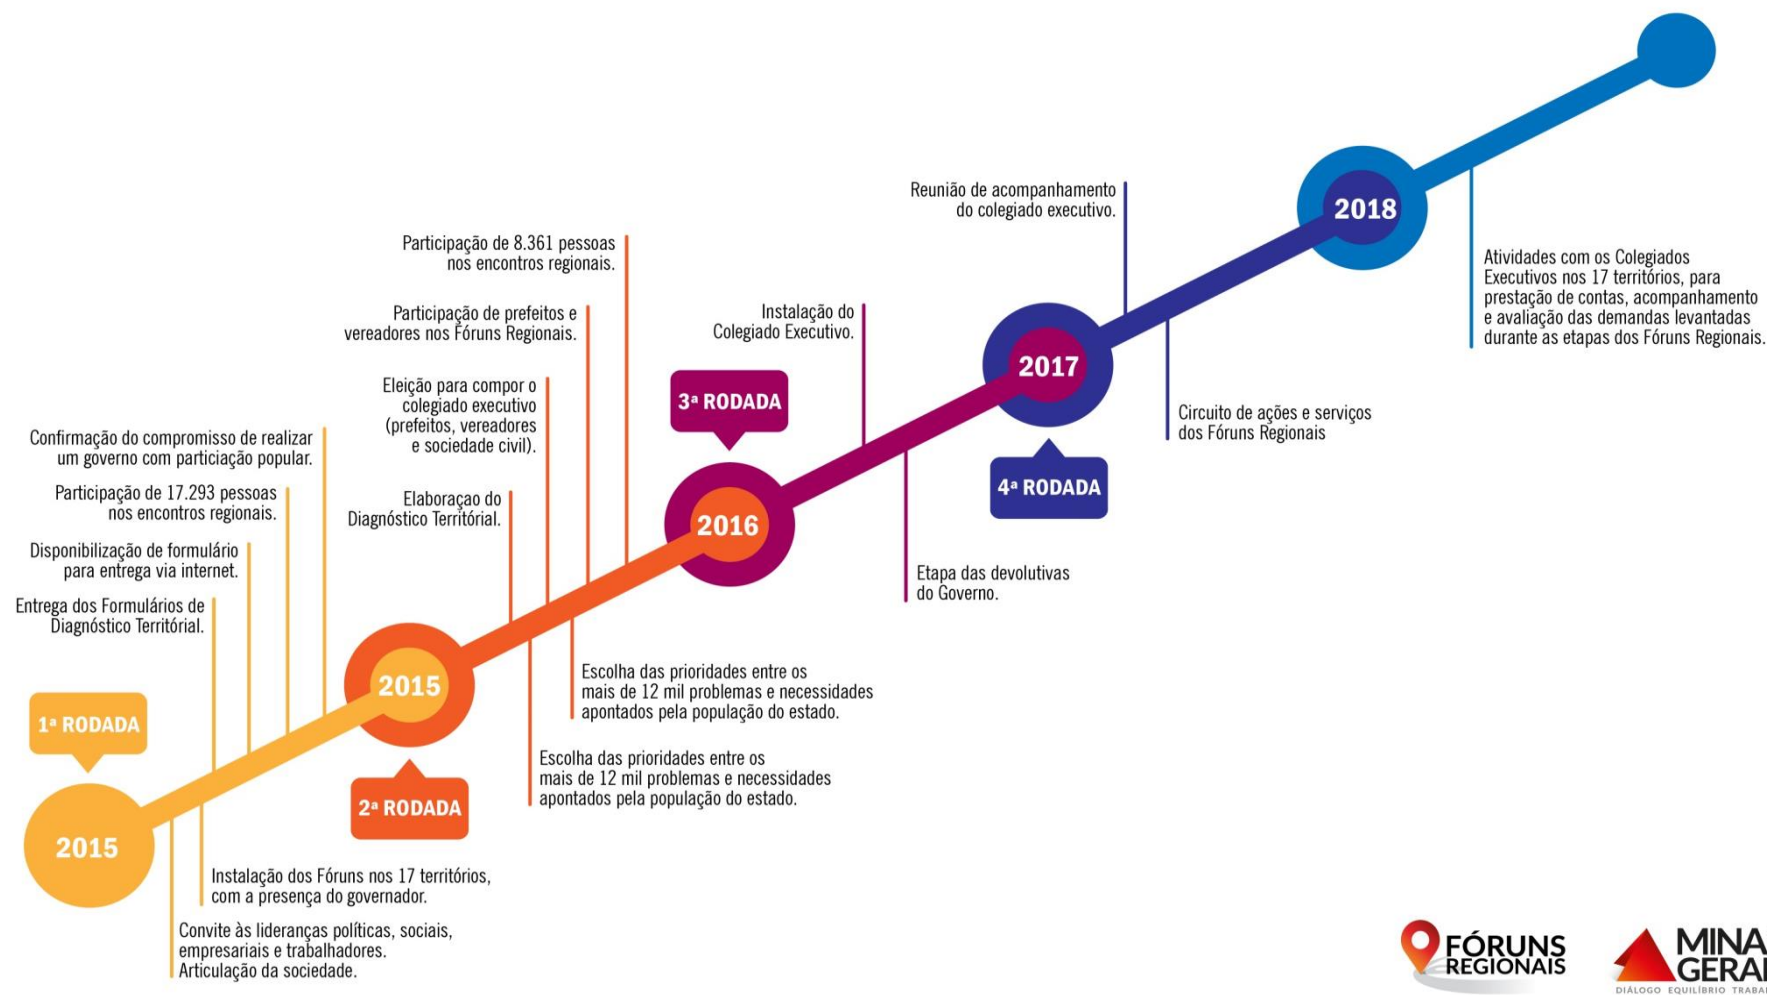 1ª RODADA
2015
Convite às lideranças políticas, sociais,
empresariais e trabalhadores.
Articulação da sociedade.
Instalação dos Fóruns nos 17 territórios,
com a presença do governador.
Entrega dos Formulários de
Diagnóstico Territórial.
Disponibilização de formulário
para entrega via internet.
Participação de 17.293 pessoas
nos encontros regionais.
Confirmação do compromisso de realizar
um governo com particiação popular.
2015
2ª RODADA
Elaboraçao do
Diagnóstico Territórial.
Escolha das prioridades entre os
mais de 12 mil problemas e necessidades
apontados pela população do estado.
Eleição para compor o
colegiado executivo
(prefeitos, vereadores
e sociedade civil).
Escolha das prioridades entre os
mais de 12 mil problemas e necessidades
apontados pela população do estado.
Participação de prefeitos e
vereadores nos Fóruns Regionais.
Participação de 8.361 pessoas
nos encontros regionais.
3ª RODADA
2016
Instalação do
Colegiado Executivo.
Etapa das devolutivas
do Governo.
2017
4ª RODADA
Reunião de acompanhamento
do colegiado executivo.
Circuito de ações e serviços
dos Fóruns Regionais
2018
Atividades com os Colegiados
Executivos nos 17 territórios, para
prestação de contas, acompanhamento
e avaliação das demandas levantadas
durante as etapas dos Fóruns Regionais.
FÓRUNS
REGIONAIS
MINA
GERAI
DIÁLOGO EQUILÍBRIO TRABA